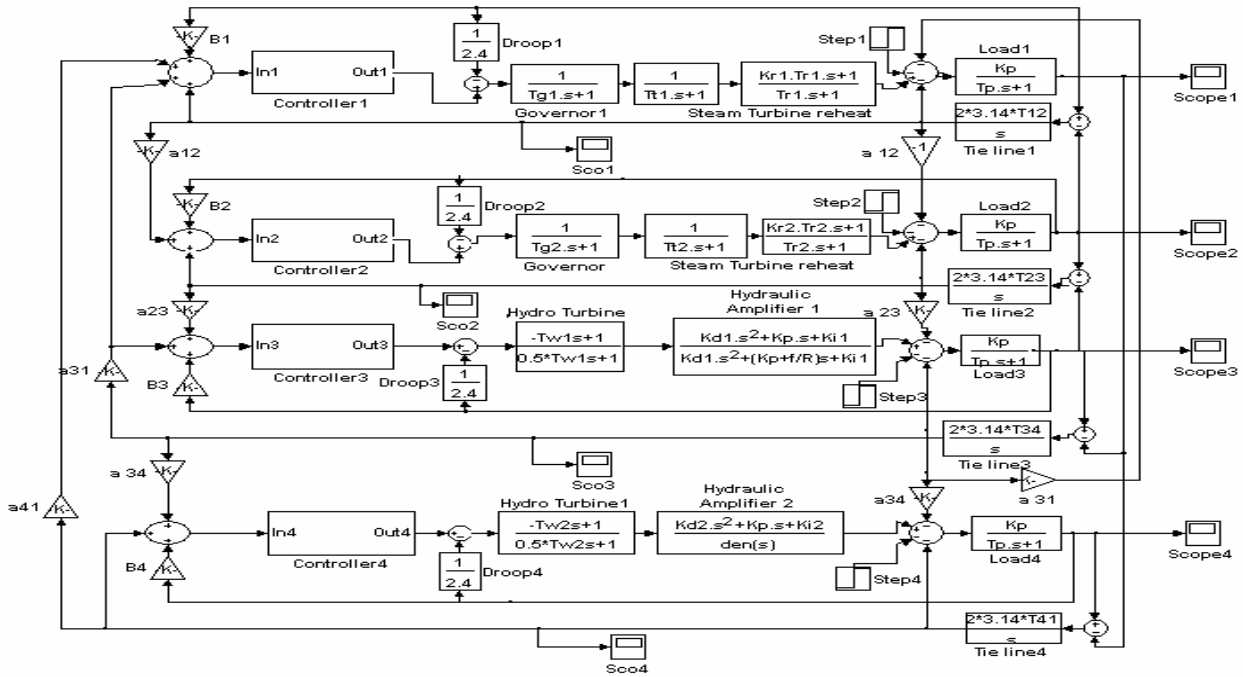 -K-
B1
1
2.4
Droop1
Step1
Load1
In1
Out1
Controller1
1
Tg1.s+1
Governor1
1
Tt1.s+1
Kr1.Tr1.s+1
Tr1.s+1
Steam Turbine reheat
Kp
Tp.s+1
Scope1
2*3.14*T12
s
Tie line1
-K-
a12
Sco1
a 12
-1
-K-
B2
1
2.4
Droop2
Step2
Load2
In2
Out2
Controller2
1
Tg2.s+1
Governor
1
Tt2.s+1
Kr2.Tr2.s+1
Tr2.s+1
Steam Turbine reheat
Kp
Tp.s+1
Scope2
2*3.14*T23
s
Tie line2
a23
-K-
Sco2
a 23
-K-
Hydro Turbine
Hydraulic
Amplifier 1
In3
Out3
Controller3
-Tw1s+1
0.5*Tw1s+1
Kd1.s²+Kp.s+Ki1
Kd1.s²+(Kp+f/R)s+Ki1
Kp
Tp.s+1
Load3
Scope3
a31
K-
B3
K-
Droop3
1
2.4
Step3
2*3.14*T34
s
Tie line3
a 34
-K-
Sco3
a34
-K-
K-
a 31
a41
K-
Hydro Turbine1
Hydraulic
Amplifier 2
In4
Out4
Controller4
-Tw2s+1
0.5*Tw2s+1
Kd2.s²+Kp.s+Ki2
den(s)
Kp
Tp.s+1
Load4
Scope4
B4
K-
1
2.4
Droop4
Step4
2*3.14*T41
s
Tie line4
Sco4